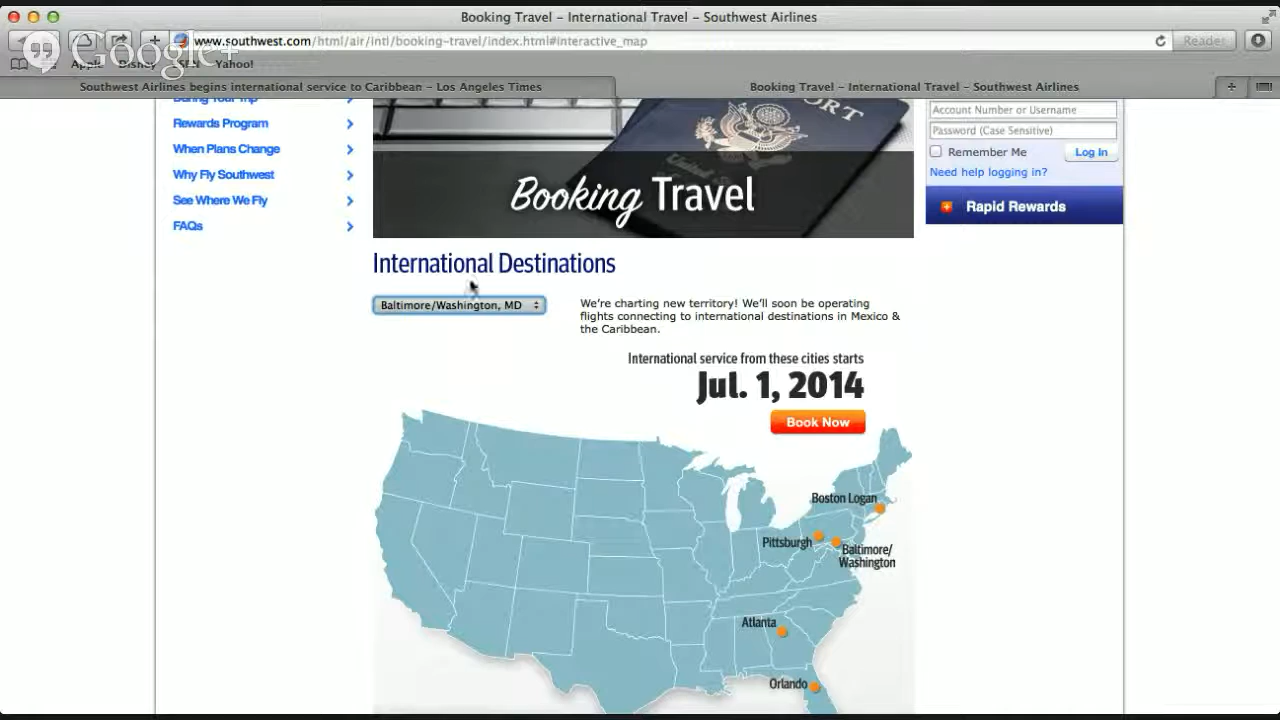 Booking Travel – International Travel – Southwest Airlines
Google+
www.southwest.com/html/air/intl/booking-travel/index.html#interactive_map
Reader
Apple Disney Yahoo!
Southwest Airlines begins international service to Caribbean – Los Angeles Times
Booking Travel – International Travel – Southwest Airlines
During Your Trip
Rewards Program
When Plans Change
Why Fly Southwest
See Where We Fly
FAQs
PORT
Booking Travel
Account Number or Username
Password (Case Sensitive)
Remember Me
Log In
Need help logging in?
Rapid Rewards
International Destinations
Baltimore/Washington, MD
We're charting new territory! We'll soon be operating
flights connecting to international destinations in Mexico &
the Caribbean.
International service from these cities starts
Jul. 1, 2014
Book Now
Boston Logan
Pittsburgh
Baltimore/
Washington
Atlanta
Orlando